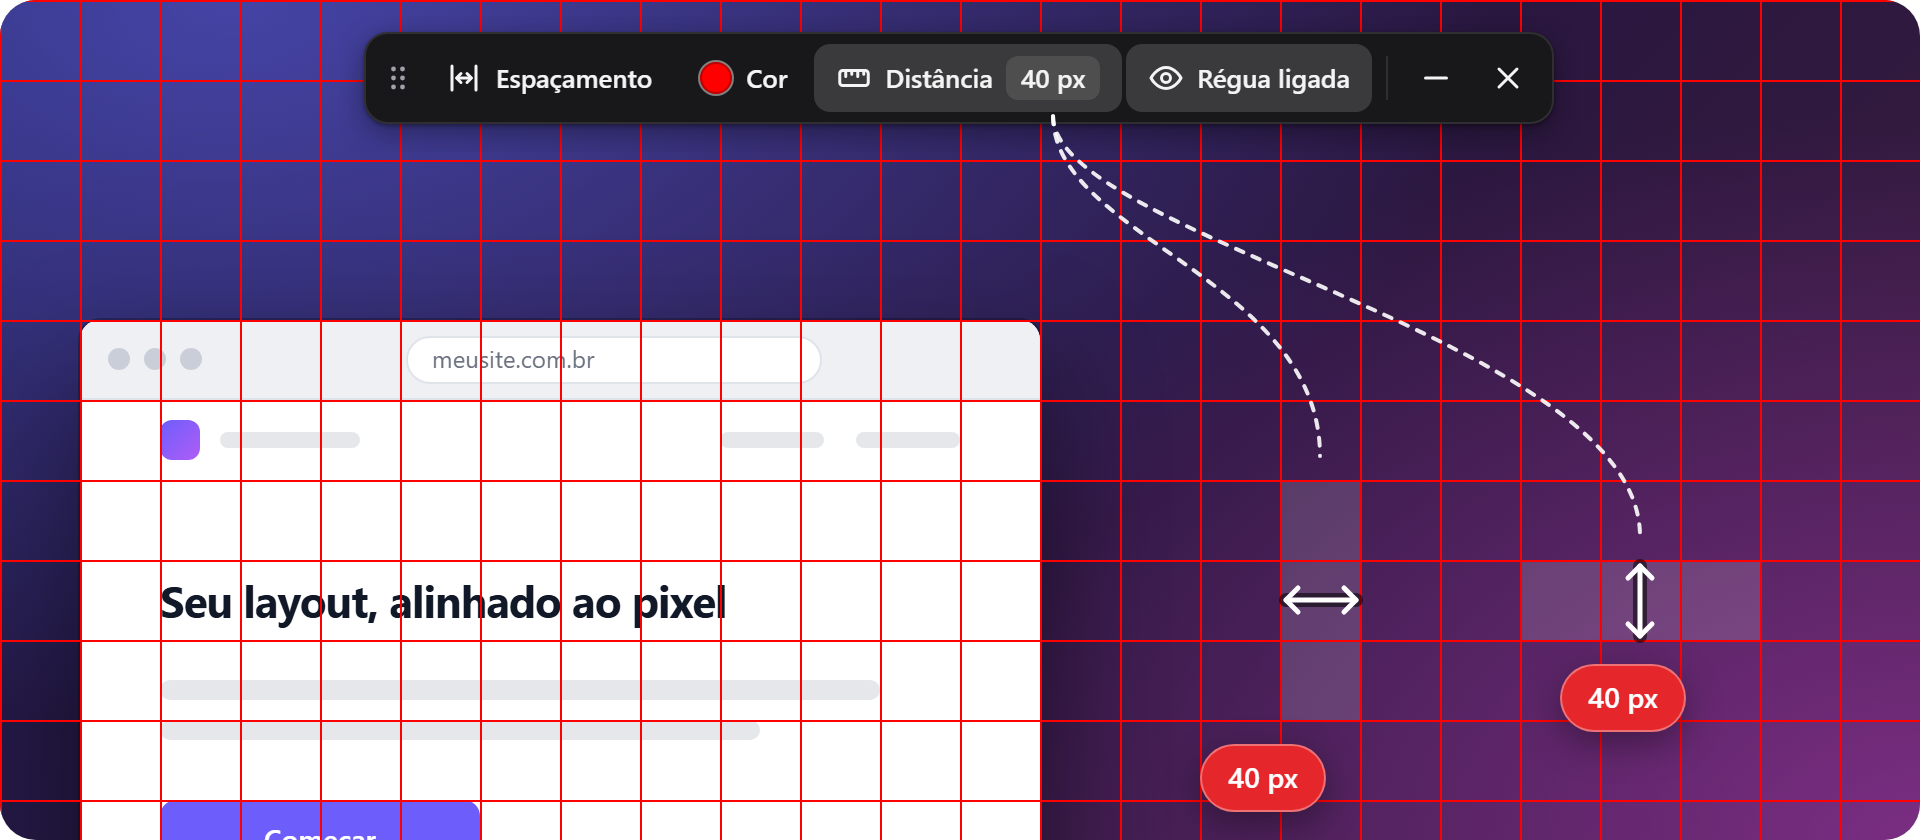 Espaçamento
Cor
Distância
40 px
Régua ligada
meusite.com.br
Seu layout, alinhado ao pixel
40 px
40 px
Começar